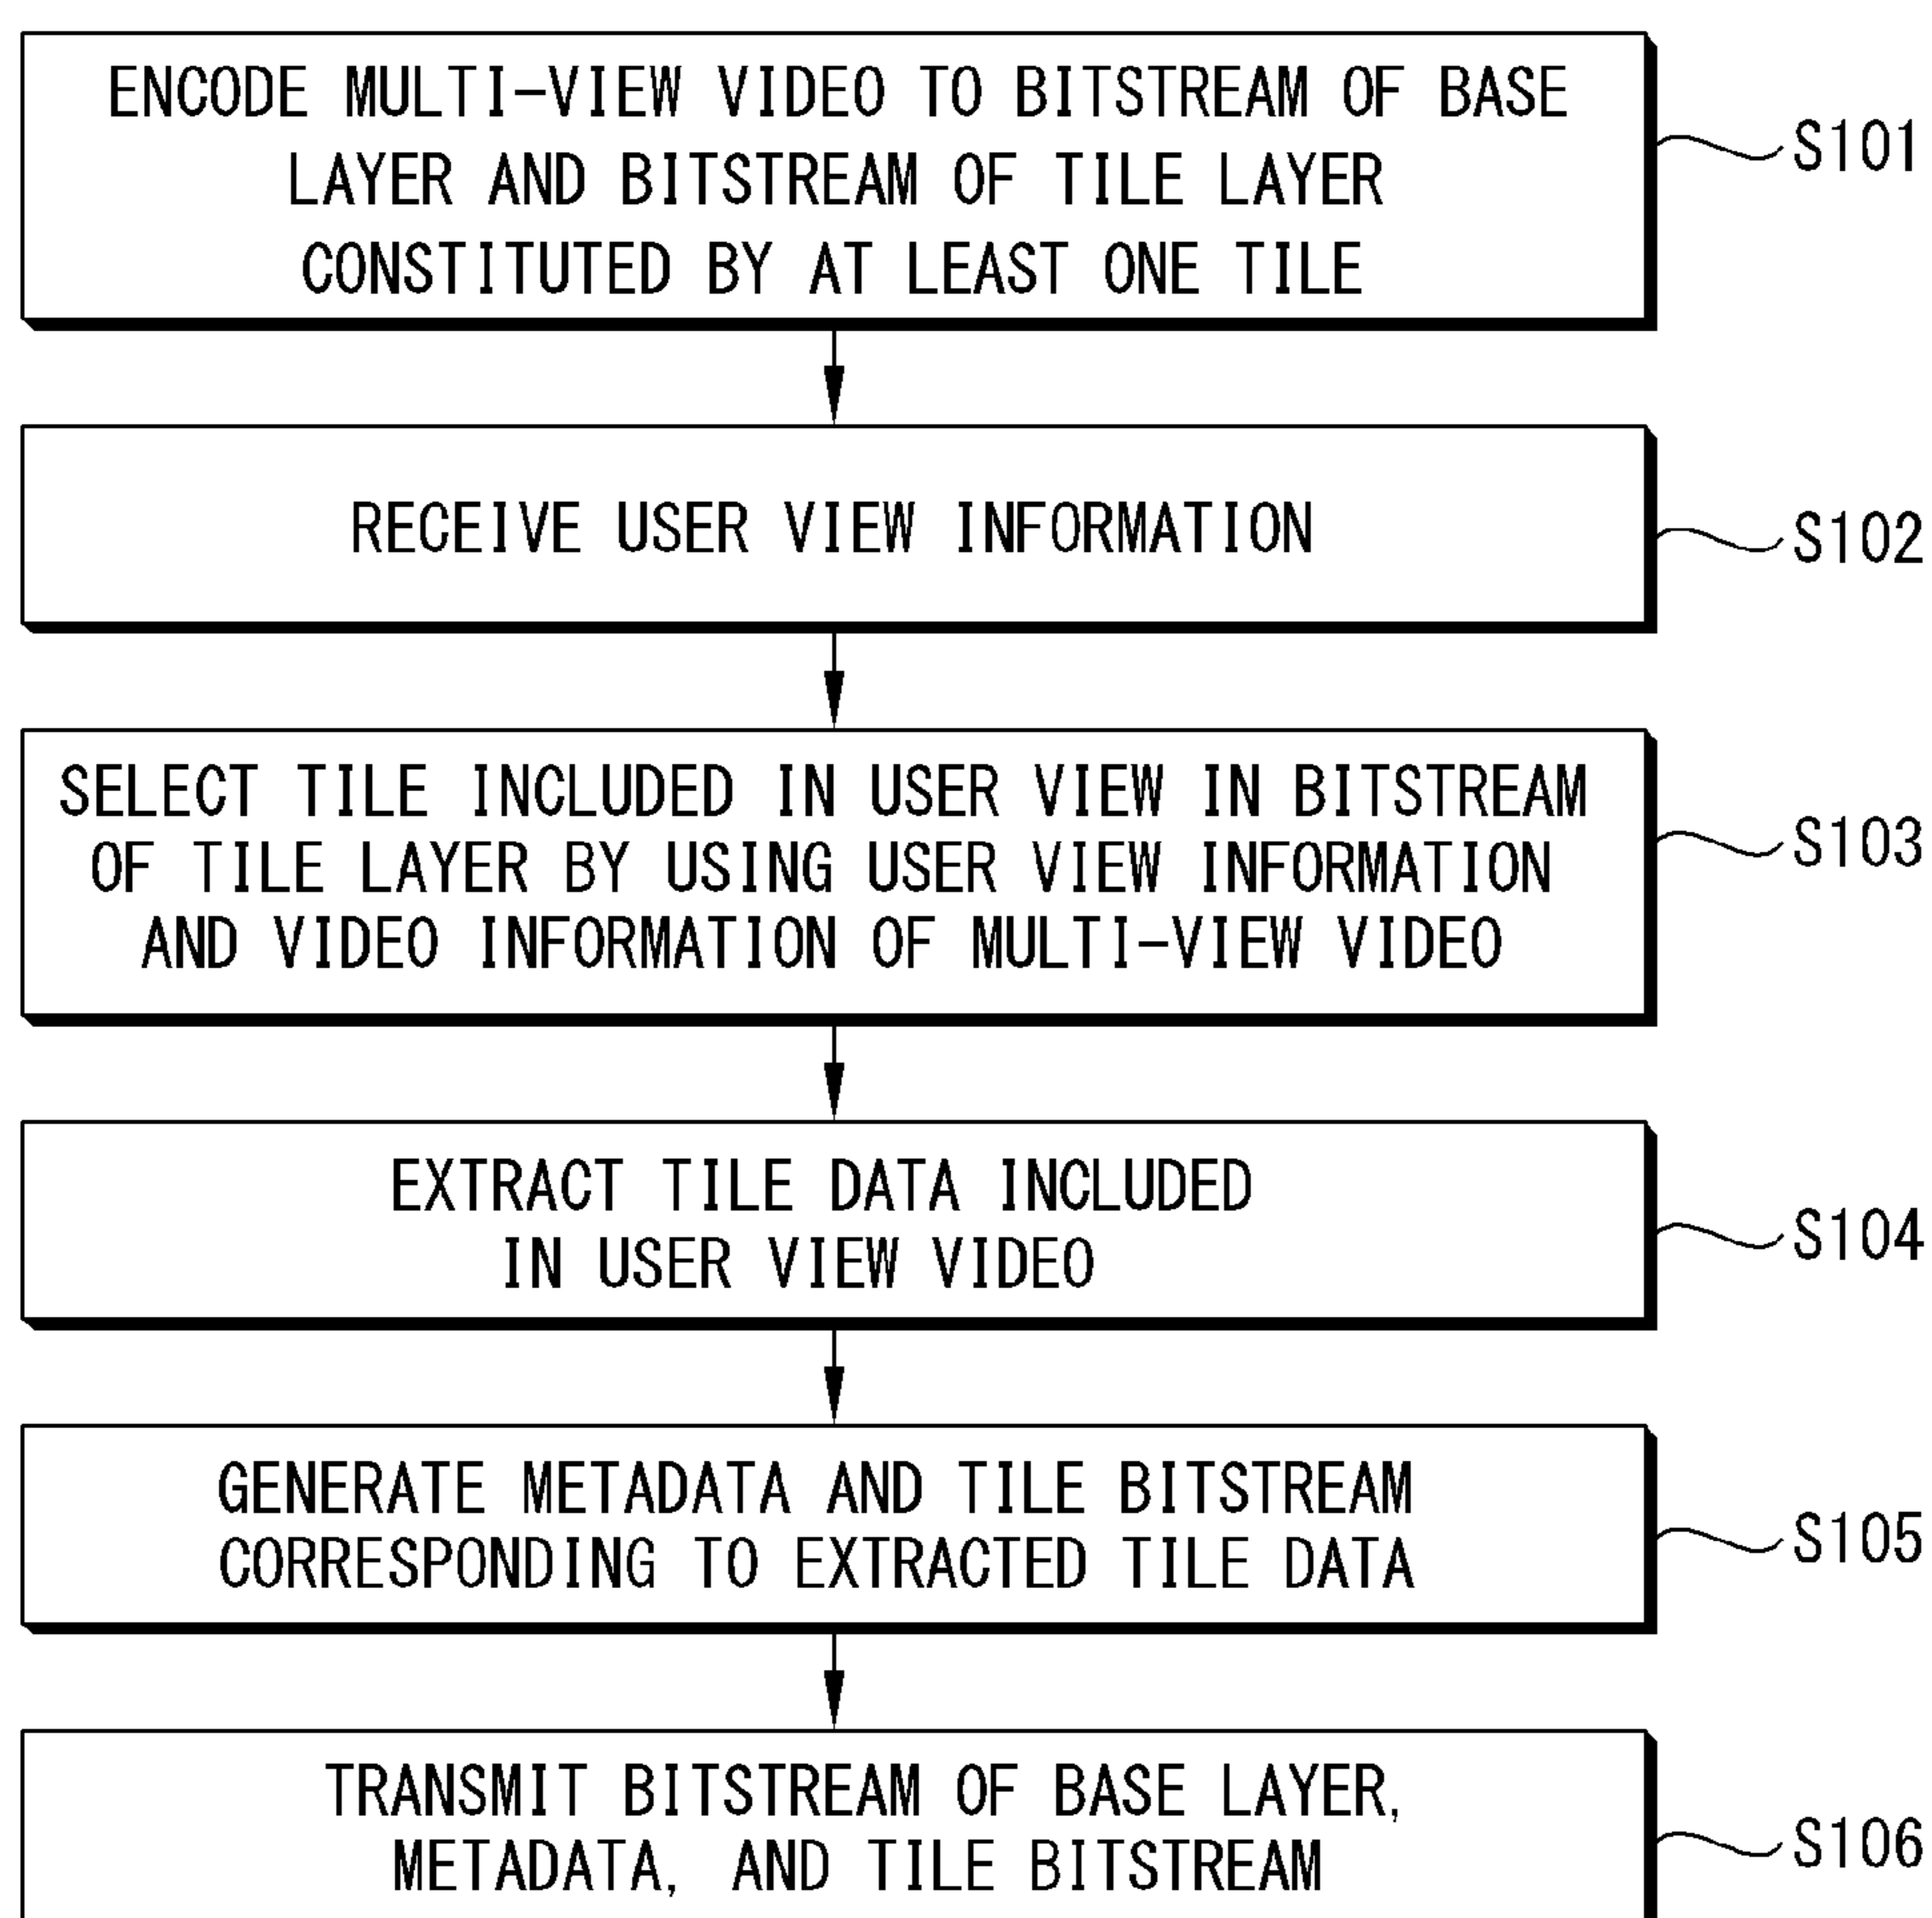 ENCODE MULTI-VIEW VIDEO TO BITSTREAM OF BASE
LAYER AND BITSTREAM OF TILE LAYER
CONSTITUTED BY AT LEAST ONE TILE
S101
RECEIVE USER VIEW INFORMATION
S102
SELECT TILE INCLUDED IN USER VIEW IN BITSTREAM
OF TILE LAYER BY USING USER VIEW INFORMATION
AND VIDEO INFORMATION OF MULTI-VIEW VIDEO
S103
EXTRACT TILE DATA INCLUDED
IN USER VIEW VIDEO
S104
GENERATE METADATA AND TILE BITSTREAM
CORRESPONDING TO EXTRACTED TILE DATA
S105
TRANSMIT BITSTREAM OF BASE LAYER,
METADATA, AND TILE BITSTREAM
S106